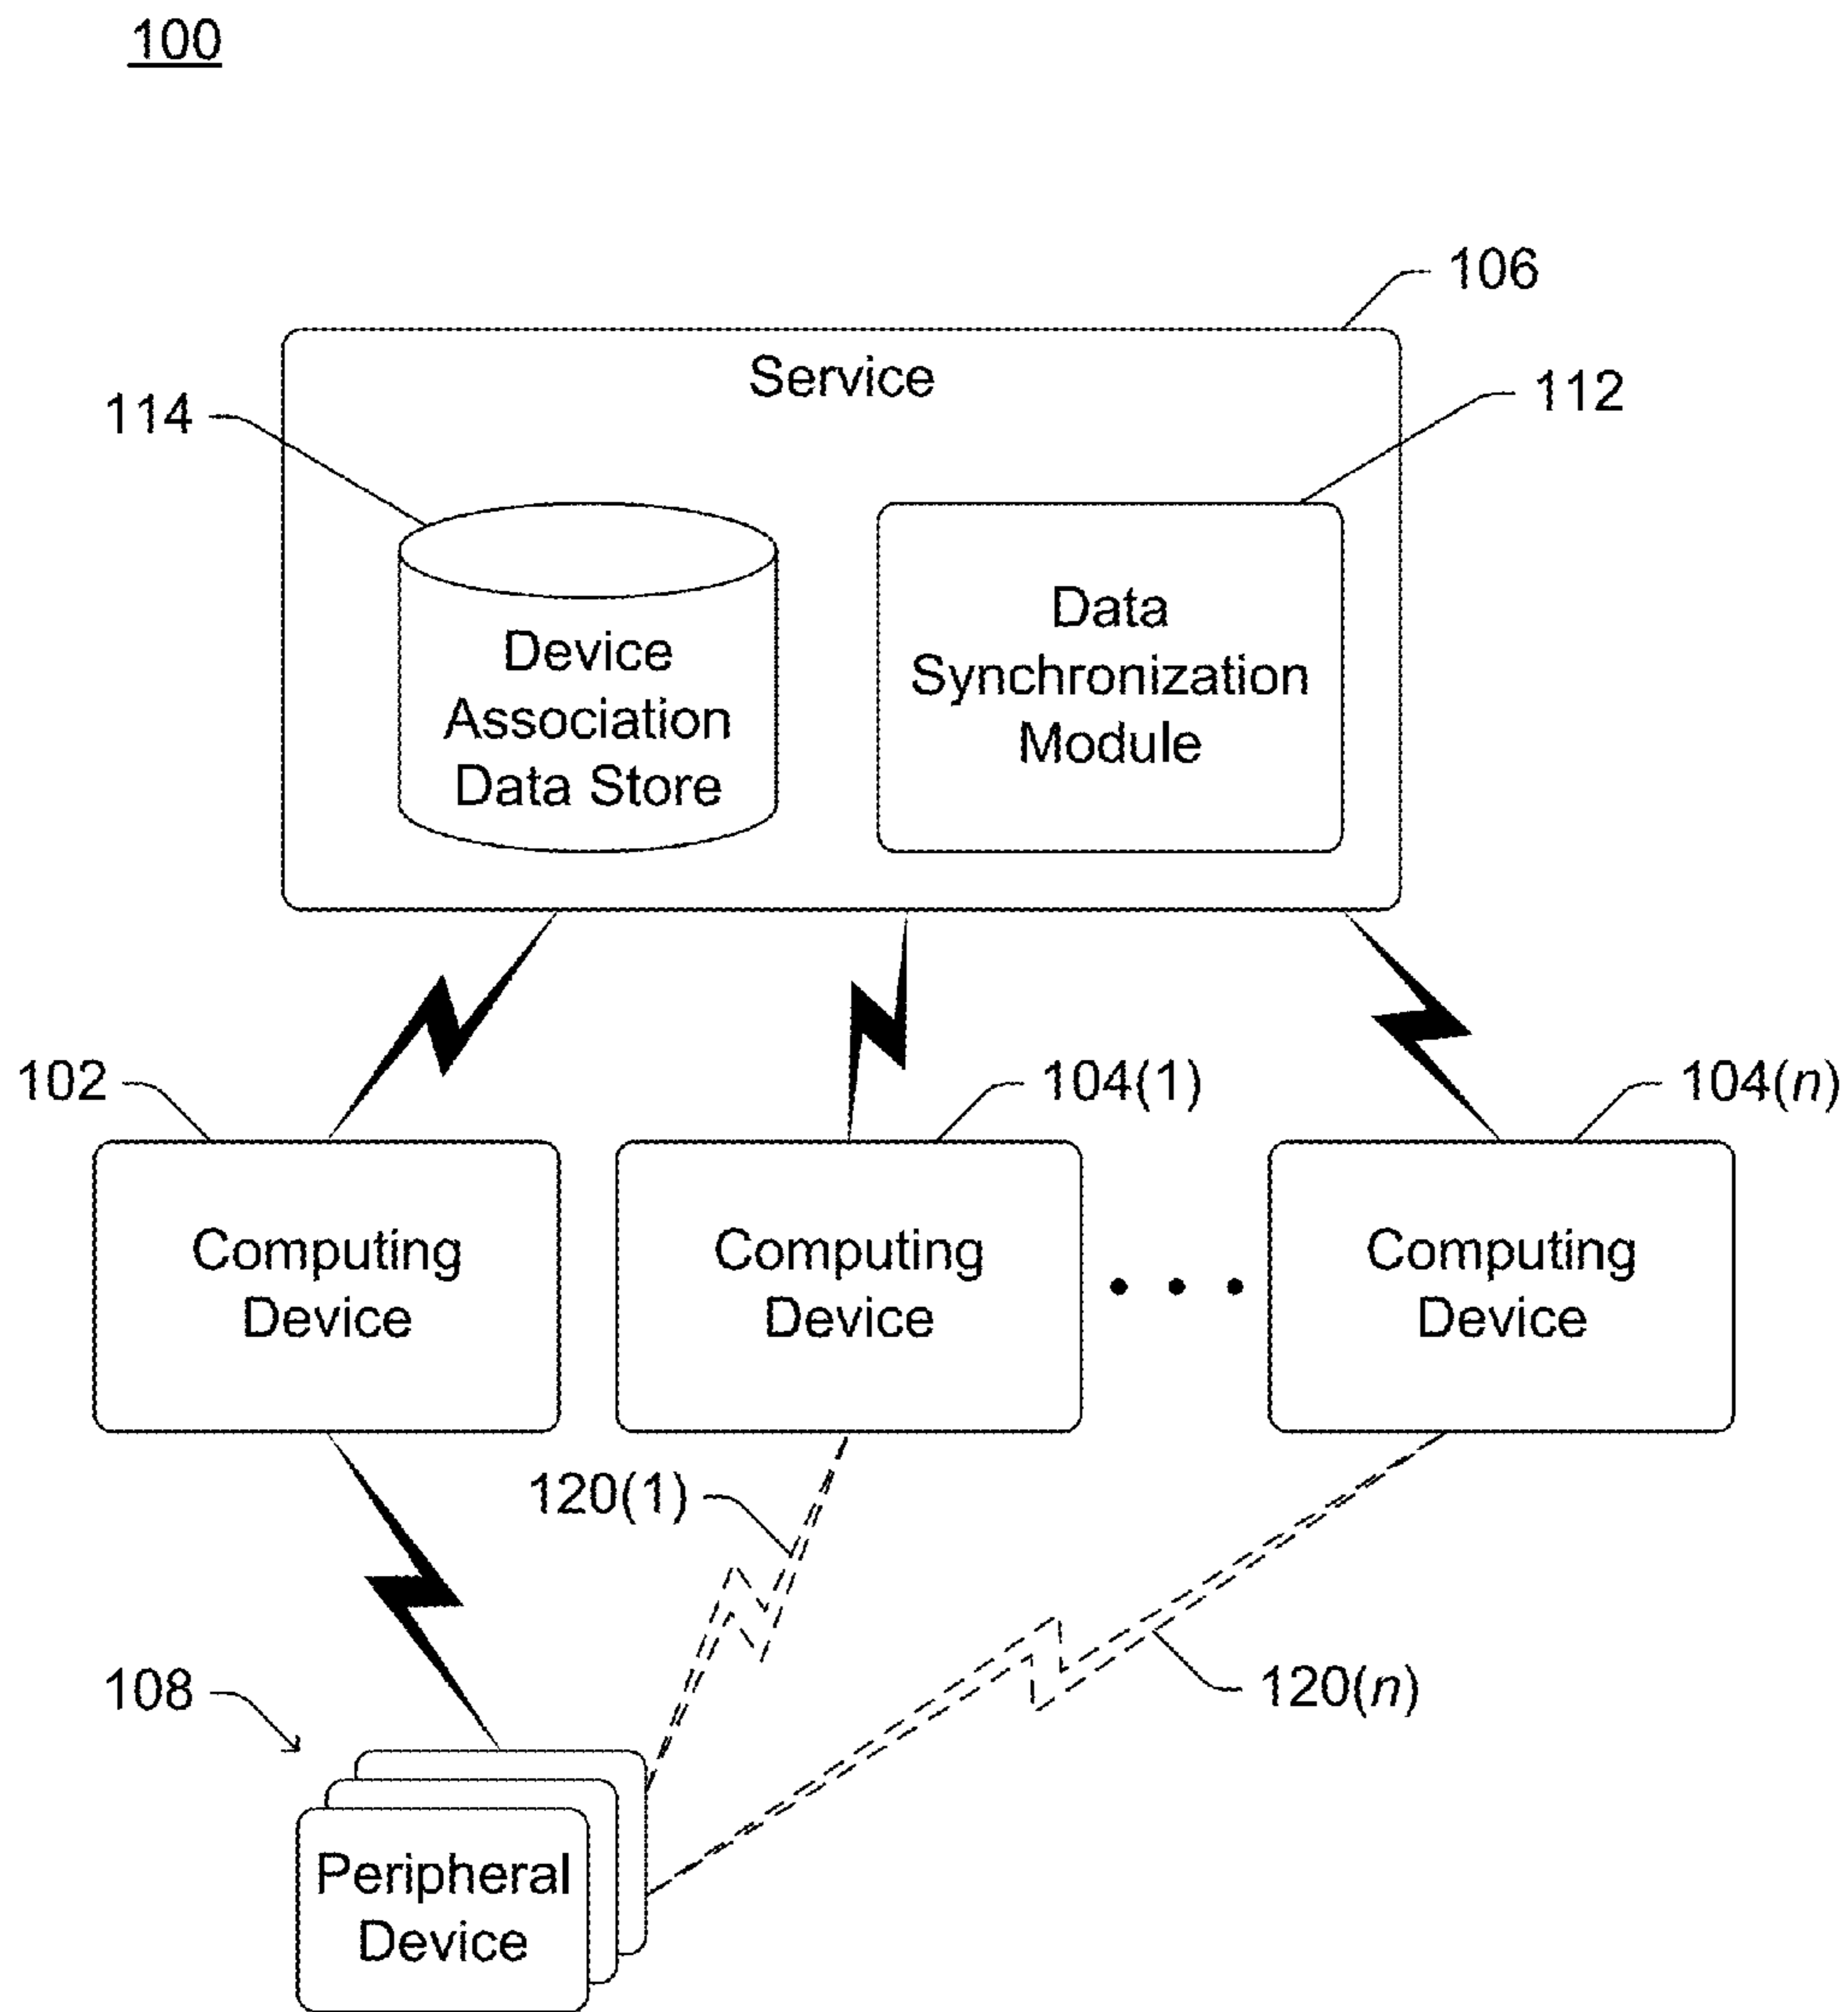 100
106
Service
114
112
Device
Association
Data Store
Data
Synchronization
Module
102
104(1)
104(n)
Computing
Device
Computing
Device
Computing
Device
120(1)
120(n)
108
Peripheral
Device